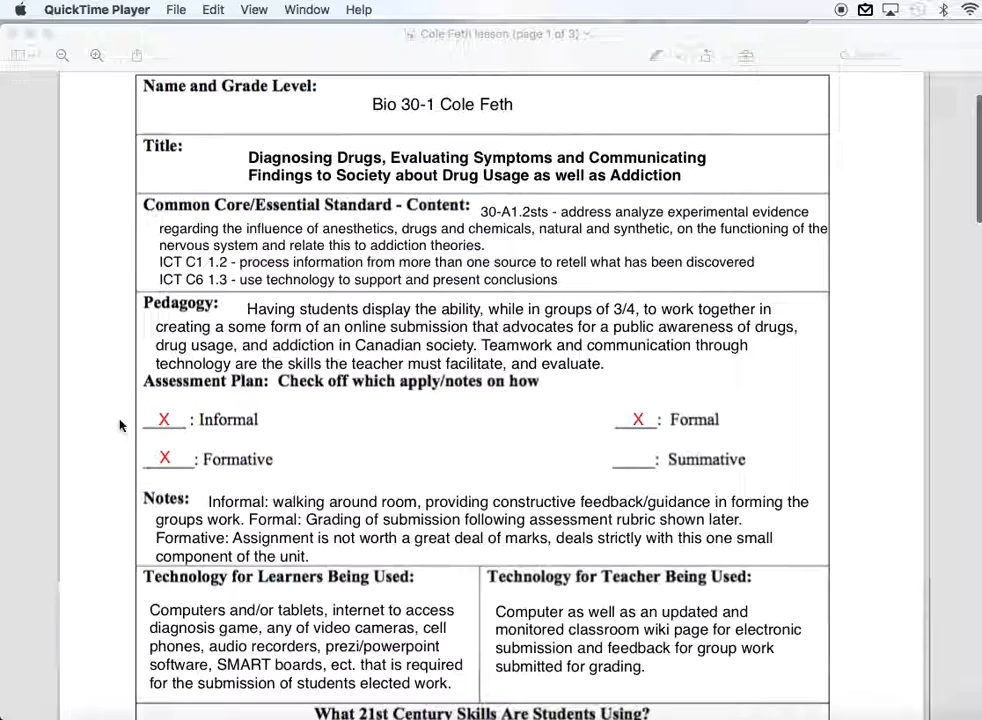 QuickTime Player File Edit View Window Help
Cole Feth lesson (page 1 of 3)
Name and Grade Level:
Bio 30-1 Cole Feth
Title:
Diagnosing Drugs, Evaluating Symptoms and Communicating
Findings to Society about Drug Usage as well as Addiction
Common Core/Essential Standard - Content: 30-A1.2sts - address analyze experimental evidence
regarding the influence of anesthetics, drugs and chemicals, natural and synthetic, on the functioning of the
nervous system and relate this to addiction theories.
ICT C1 1.2 - process information from more than one source to retell what has been discovered
ICT C6 1.3 - use technology to support and present conclusions
Pedagogy: Having students display the ability, while in groups of 3/4, to work together in
creating a some form of an online submission that advocates for a public awareness of drugs,
drug usage, and addiction in Canadian society. Teamwork and communication through
technology are the skills the teacher must facilitate, and evaluate.
Assessment Plan: Check off which apply/notes on how
X : Informal
X : Formal
X : Formative
: Summative
Notes: Informal: walking around room, providing constructive feedback/guidance in forming the
groups work. Formal: Grading of submission following assessment rubric shown later.
Formative: Assignment is not worth a great deal of marks, deals strictly with this one small
component of the unit.
Technology for Learners Being Used:
Computers and/or tablets, internet to access
diagnosis game, any of video cameras, cell
phones, audio recorders, prezi/powerpoint
software, SMART boards, ect. that is required
for the submission of students elected work.
Technology for Teacher Being Used:
Computer as well as an updated and
monitored classroom wiki page for electronic
submission and feedback for group work
submitted for grading.
What 21st Century Skills Are Students Using?